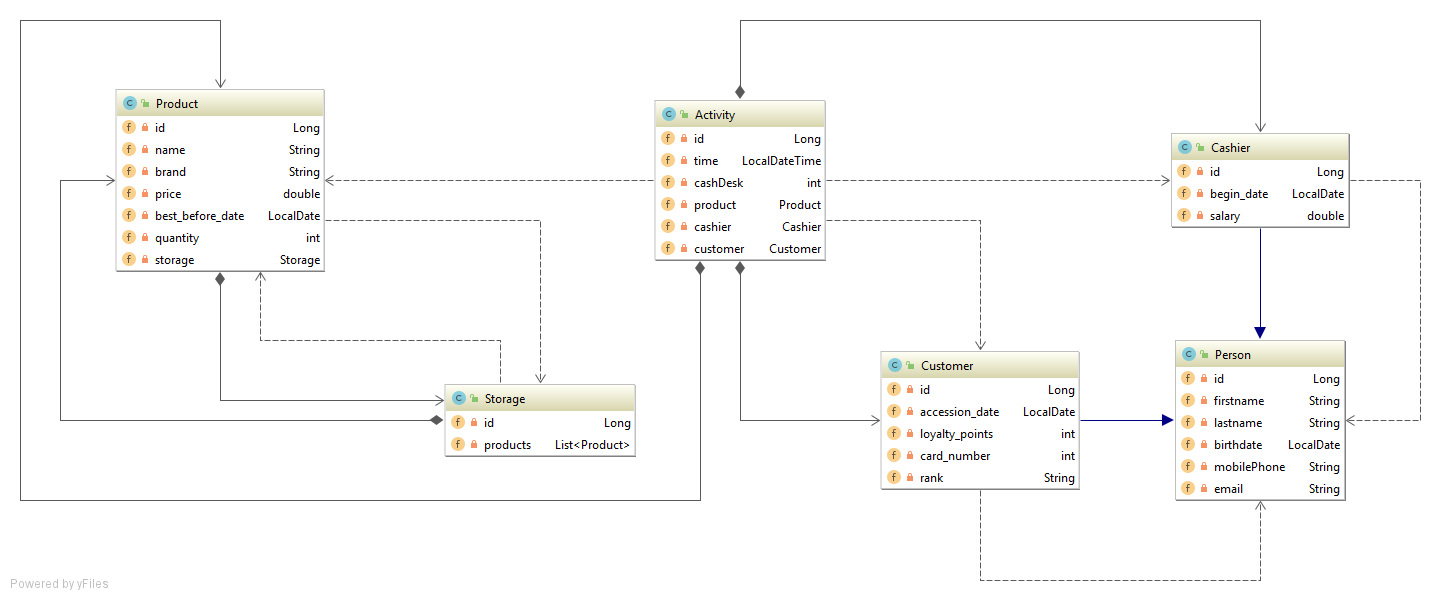 Product
id Long
name String
brand String
price double
best_before_date LocalDate
quantity int
storage Storage
Activity
id Long
time LocalDateTime
cashDesk int
product Product
cashier Cashier
customer Customer
Cashier
id Long
begin_date LocalDate
salary double
Storage
id Long
products List<Product>
Customer
id Long
accession_date LocalDate
loyalty_points int
card_number int
rank String
Person
id Long
firstname String
lastname String
birthdate LocalDate
mobilePhone String
email String
Powered by yFiles